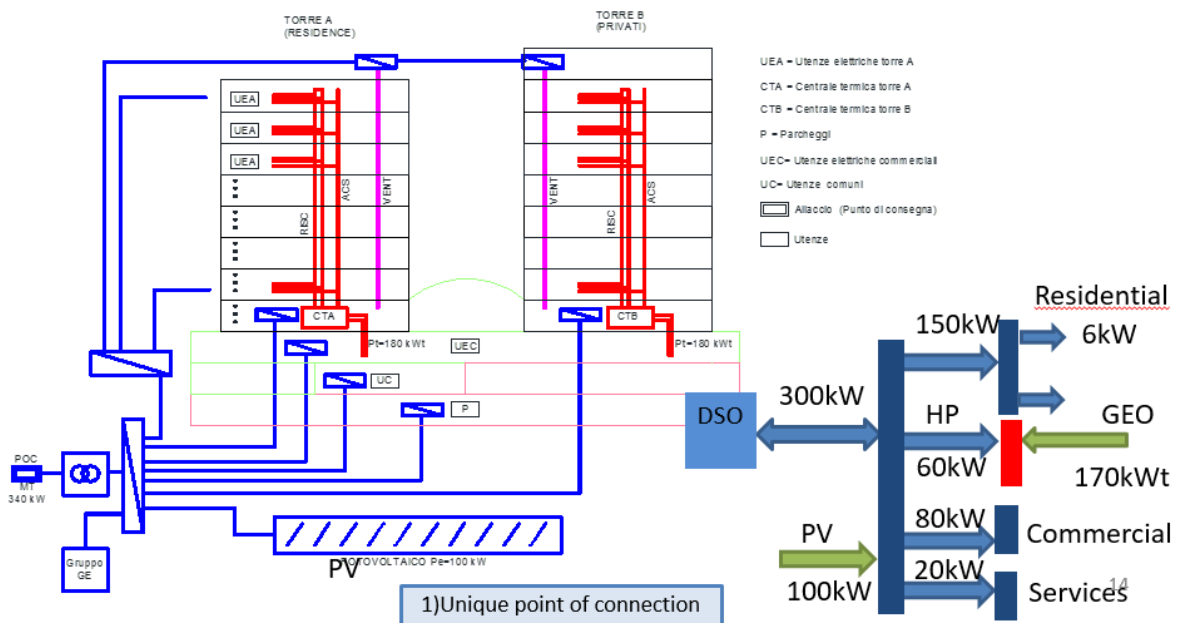 TORRE A
(RESIDENCE)
TORRE B
(PRIVATI)
UEA = Utenze elettriche torre A
CTA = Centrale termica torre A
CTB = Centrale termica torre B
P = Parcheggi
UEC= Utenze elettriche commerciali
UC= Utenze comuni
Allaccio (Punto di consegna)
Utenze
UEA
UEA
UEA
RISC
ACS
VENT
VENT
RISC
ACS
CTA
CTB
Pt=180 kWt
Pt=180 kWt
UEC
UC
P
POC
MT
340 kW
Gruppo
GE
FOTOVOLTAICO Pe=100 kW
PV
1)Unique point of connection
DSO
300kW
PV
100kW
150kW
Residential
6kW
HP
60kW
GEO
170kWt
80kW
Commercial
20kW
Services
14